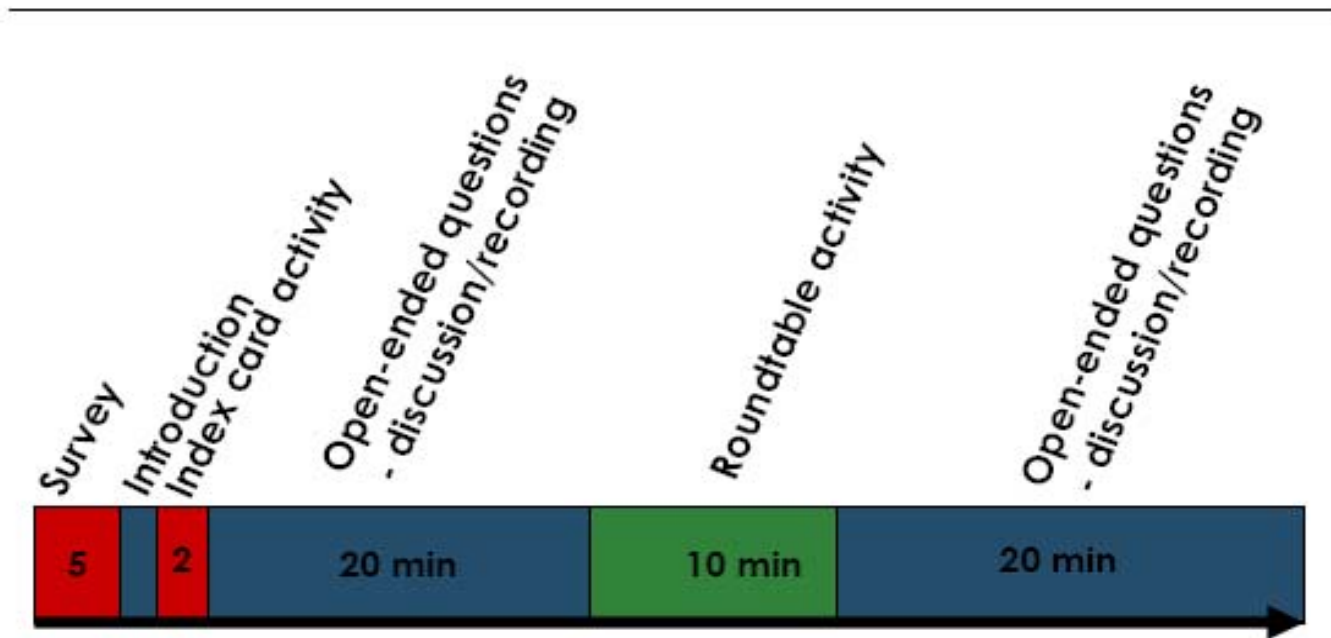 Survey
Introduction
Index card activity
Open-ended questions
- discussion/recording
Roundtable activity
Open-ended questions
- discussion/recording
5
2
20 min
10 min
20 min